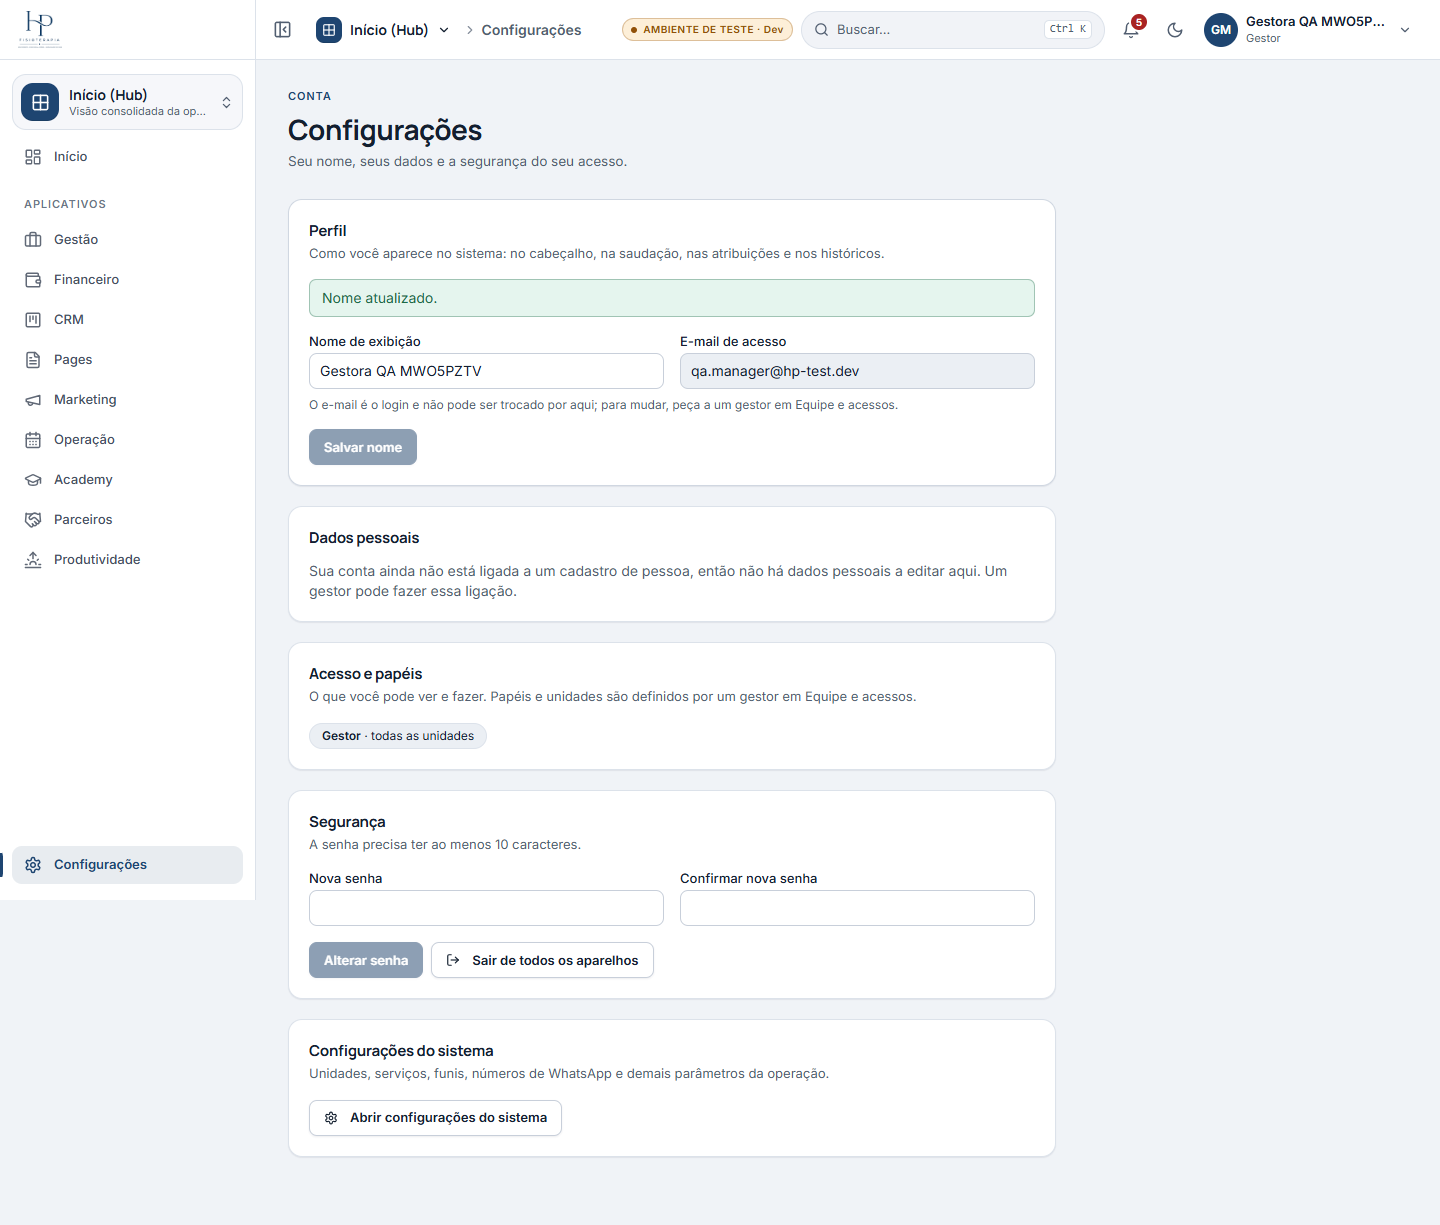 HP
FISIOTERAPIA
Início (Hub)
Configurações
AMBIENTE DE TESTE · Dev
Buscar...
Ctrl K
5
GM
Gestora QA MWO5P...
Gestor
Início (Hub)
Visão consolidada da op...
Início
APLICATIVOS
Gestão
Financeiro
CRM
Pages
Marketing
Operação
Academy
Parceiros
Produtividade
Configurações
CONTA
Configurações
Seu nome, seus dados e a segurança do seu acesso.
Perfil
Como você aparece no sistema: no cabeçalho, na saudação, nas atribuições e nos históricos.
Nome atualizado.
Nome de exibição
E-mail de acesso
Gestora QA MWO5PZTV
qa.manager@hp-test.dev
O e-mail é o login e não pode ser trocado por aqui; para mudar, peça a um gestor em Equipe e acessos.
Salvar nome
Dados pessoais
Sua conta ainda não está ligada a um cadastro de pessoa, então não há dados pessoais a editar aqui. Um
gestor pode fazer essa ligação.
Acesso e papéis
O que você pode ver e fazer. Papéis e unidades são definidos por um gestor em Equipe e acessos.
Gestor · todas as unidades
Segurança
A senha precisa ter ao menos 10 caracteres.
Nova senha
Confirmar nova senha
Alterar senha
Sair de todos os aparelhos
Configurações do sistema
Unidades, serviços, funis, números de WhatsApp e demais parâmetros da operação.
Abrir configurações do sistema